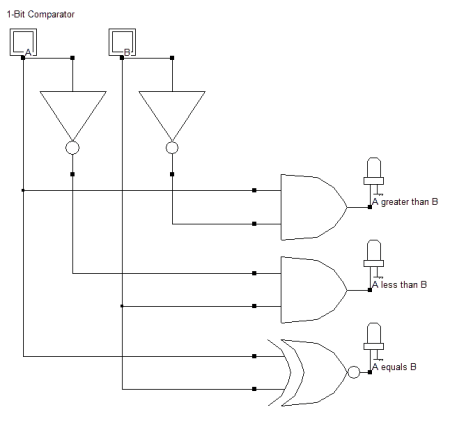 1-Bit Comparator
A
B
A greater than B
A less than B
A equals B